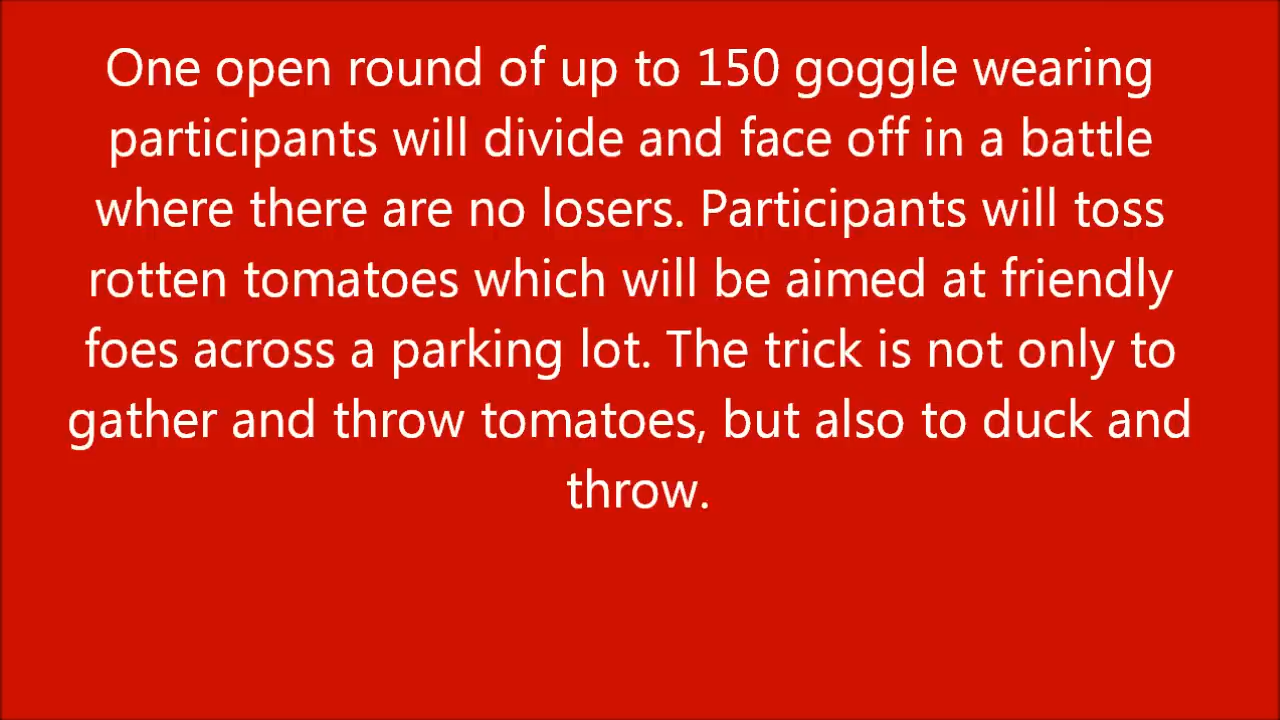 One open round of up to 150 goggle wearing
participants will divide and face off in a battle
where there are no losers. Participants will toss
rotten tomatoes which will be aimed at friendly
foes across a parking lot. The trick is not only to
gather and throw tomatoes, but also to duck and
throw.